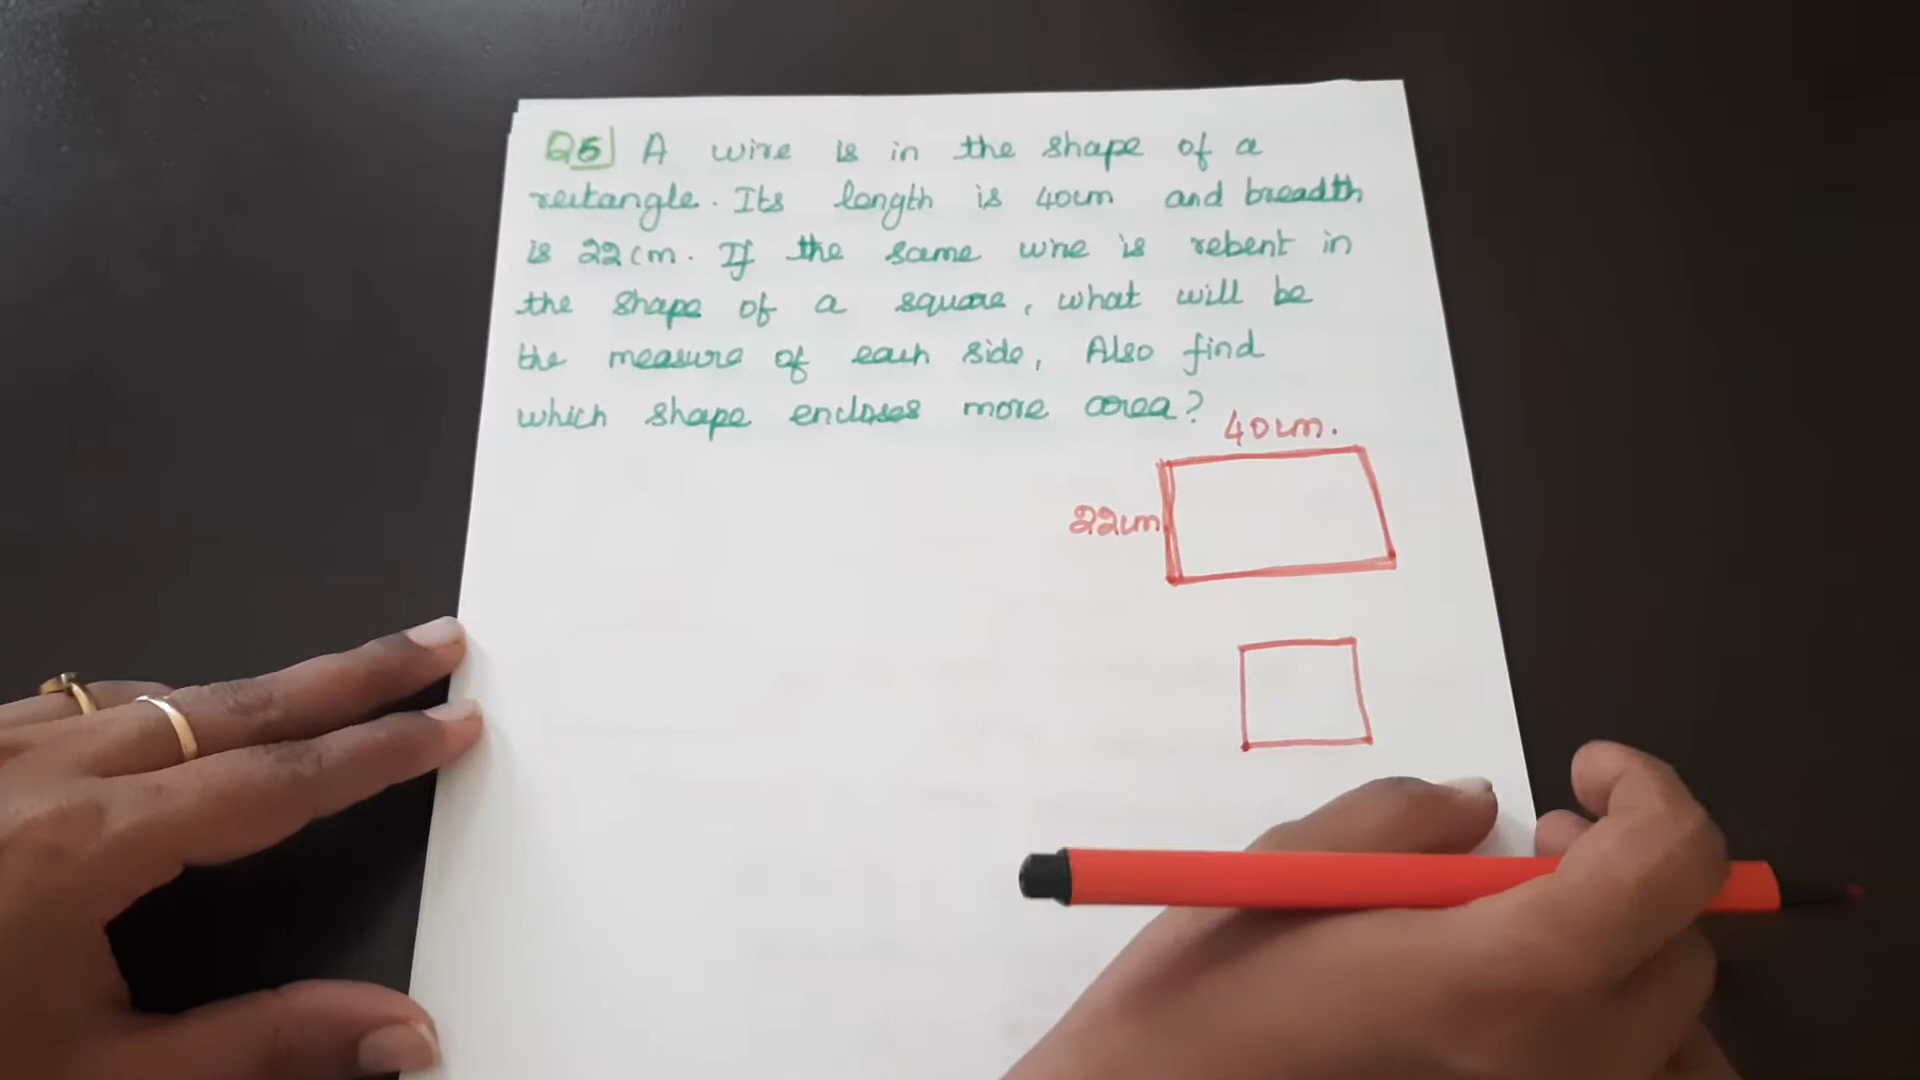 Q5 A wire is in the shape of a
rectangle. Its length is 40cm and breadth
is 22cm. If the same wire is rebent in
the shape of a square, what will be
the measure of each side, Also find
which shape encloses more area?
40cm.
22cm